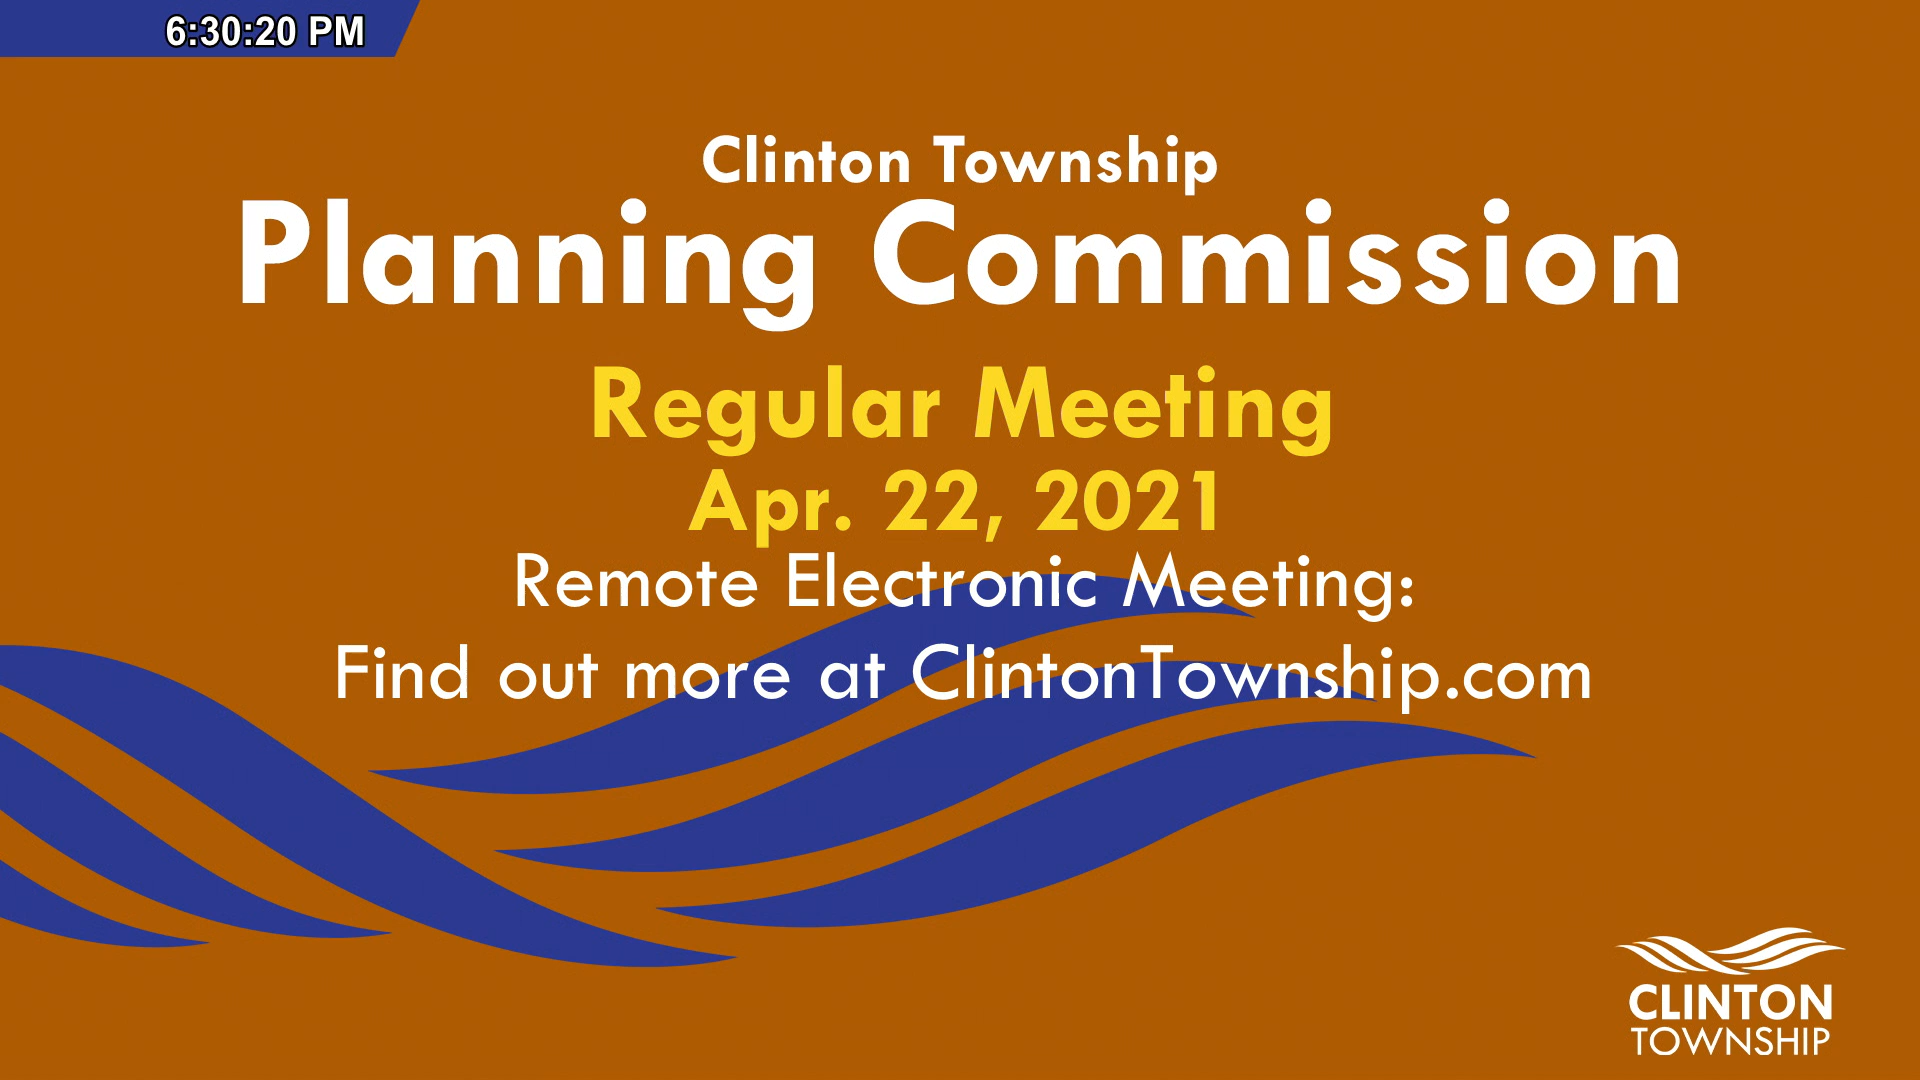 6:30:20 PM
Clinton Township
Planning Commission
Regular Meeting
Apr. 22, 2021
Remote Electronic Meeting:
Find out more at ClintonTownship.com
CLINTON
TOWNSHIP